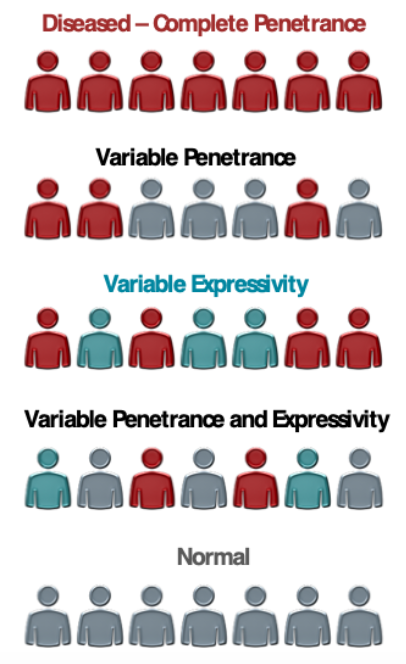 Diseased – Complete Penetrance
Variable Penetrance
Variable Expressivity
Variable Penetrance and Expressivity
Normal